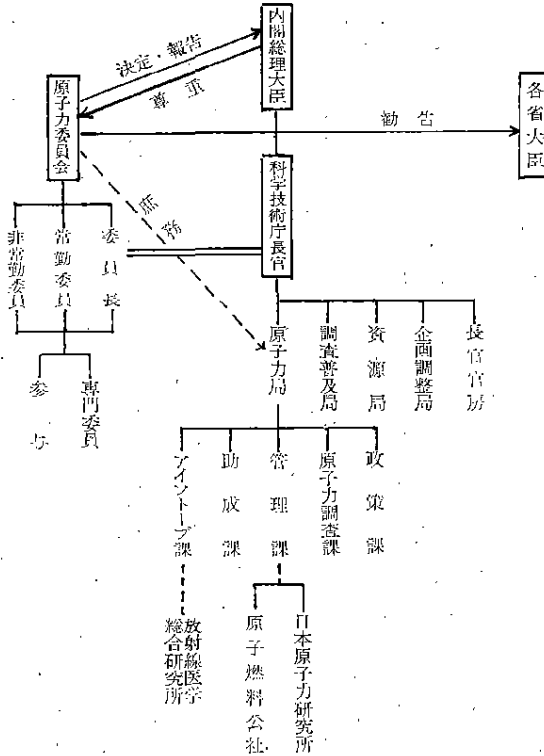 内閣総理大臣
決定・報告
尊重
原子力委員会
勧告
各省大臣
科学技術庁長官
庶務
委員長
常勤委員
非常勤委員
専門委員
参与
長官官房
企画調整局
資源局
調査普及局
原子力局
政策課
原子力調査課
管理課
助成課
アイソトープ課
日本原子力研究所
原子燃料公社
放射線医学
総合研究所